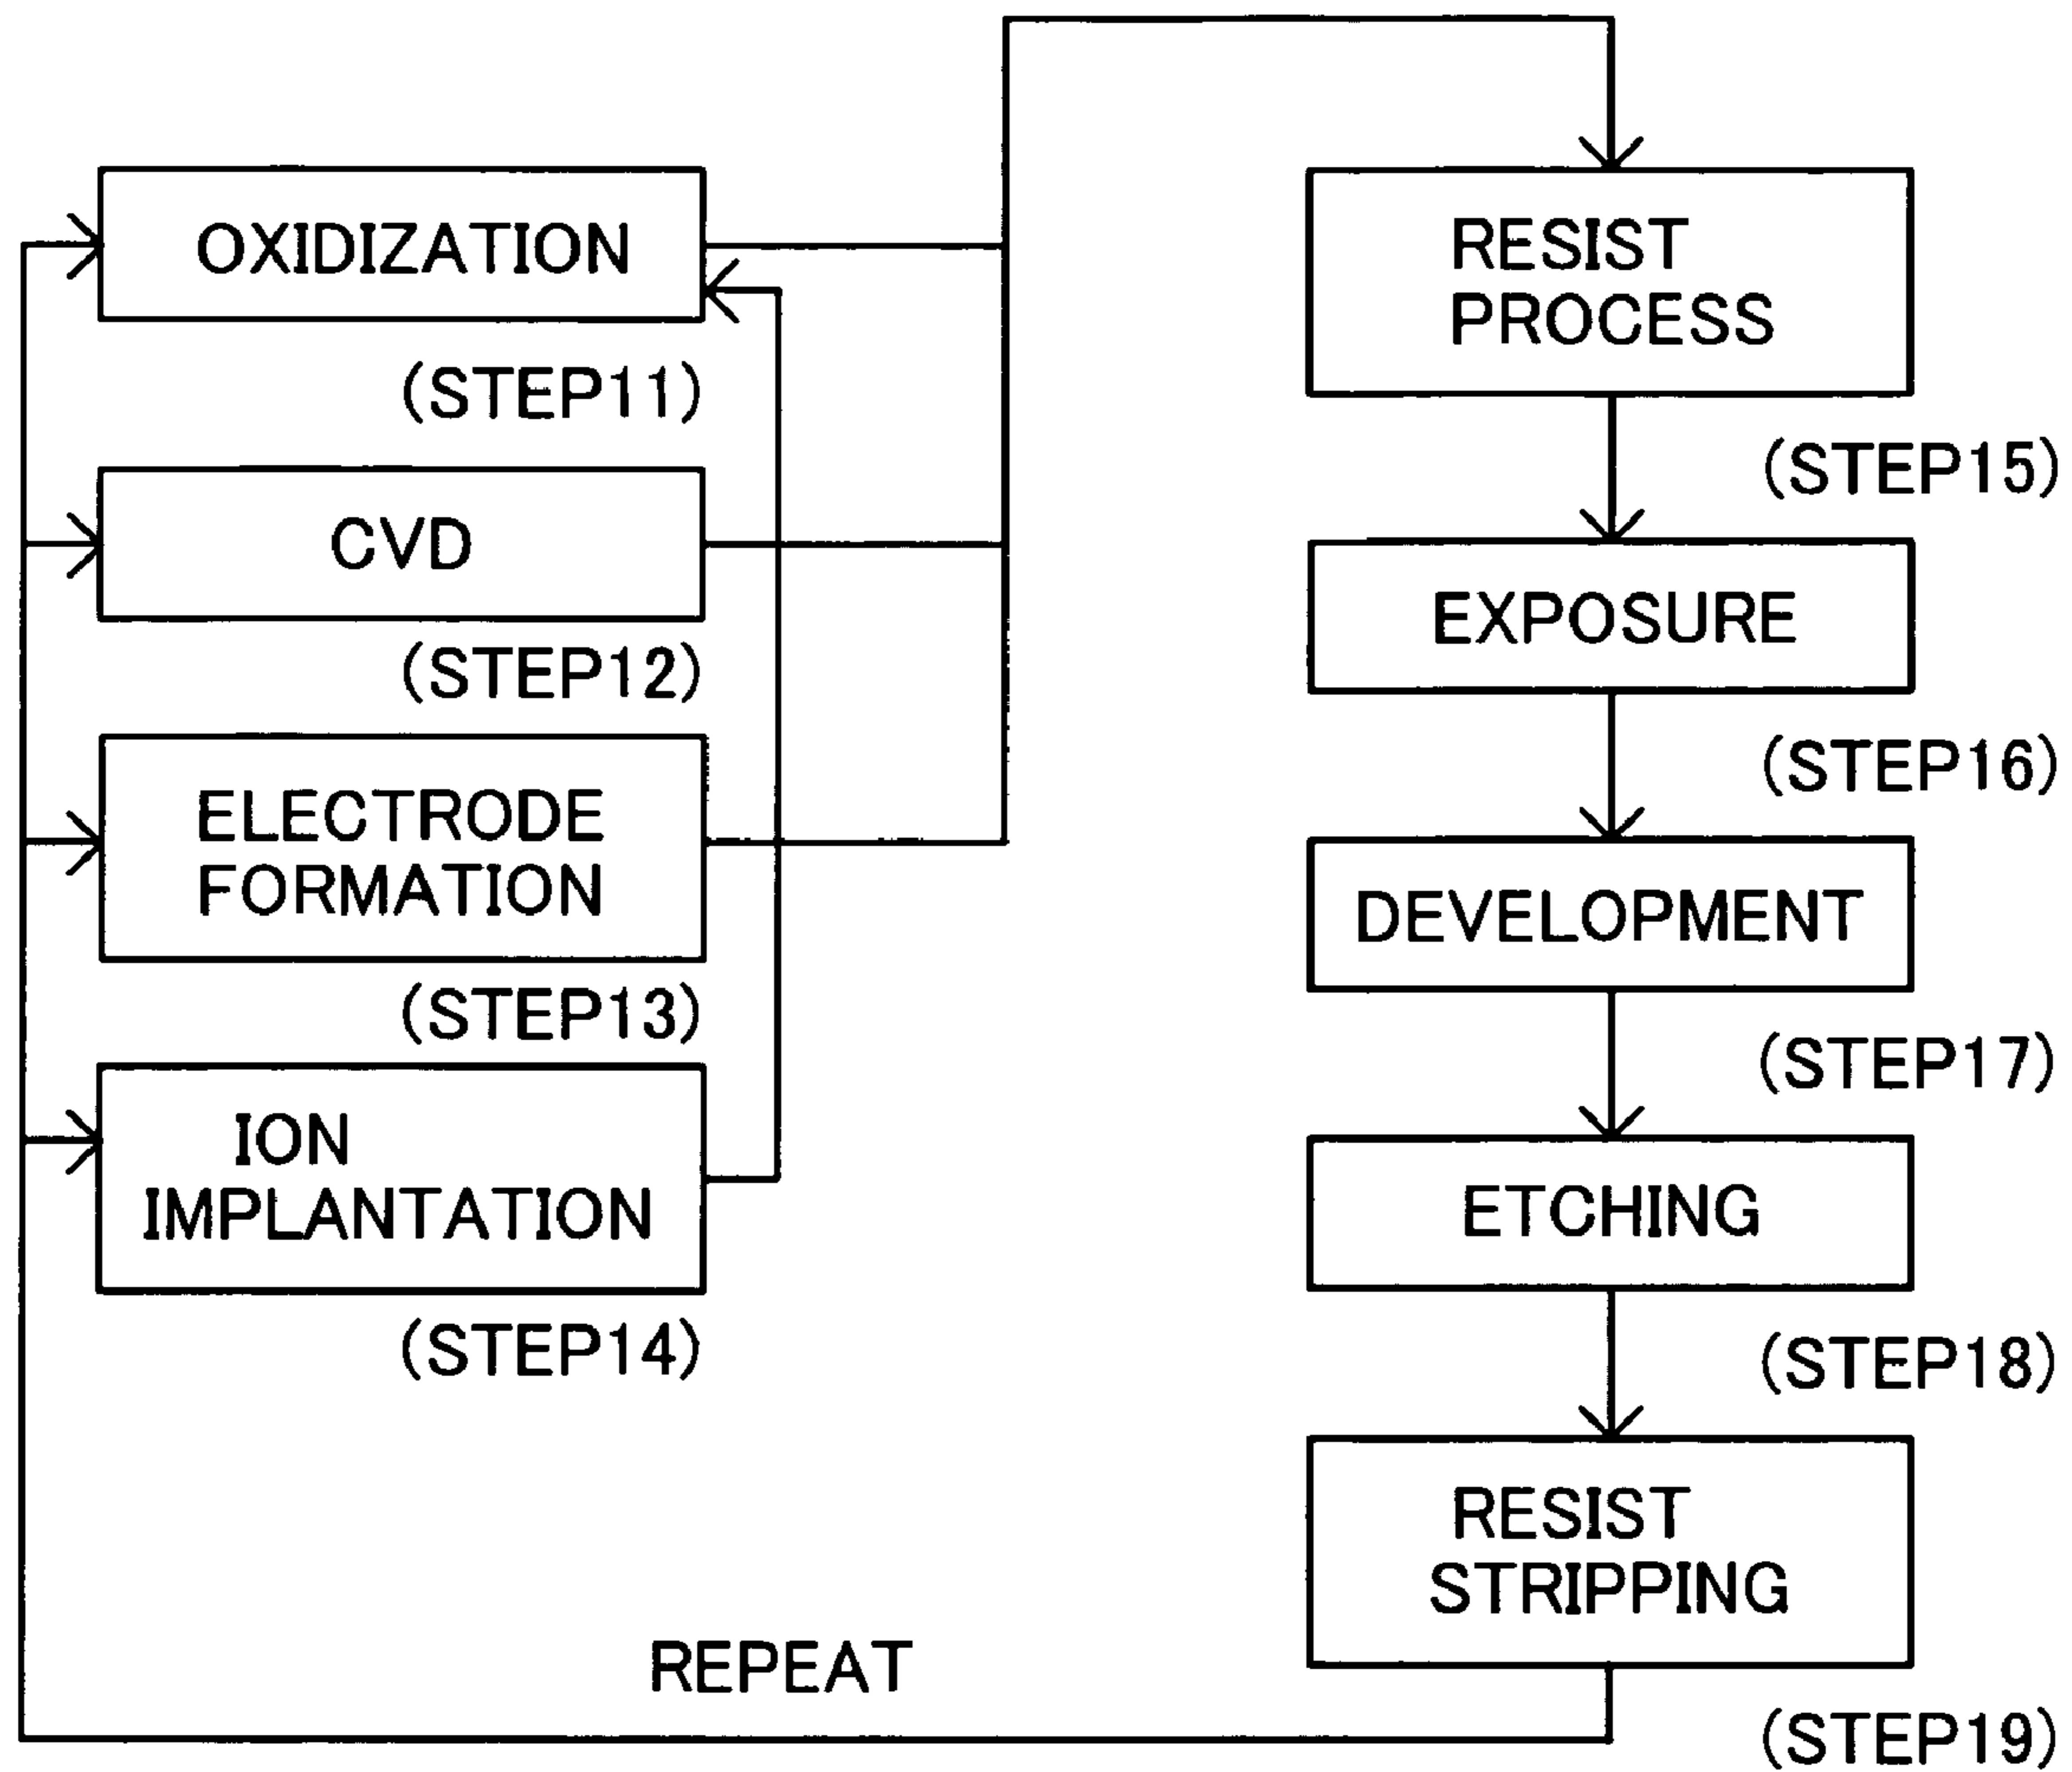 OXIDIZATION
(STEP11)
CVD
(STEP12)
ELECTRODE
FORMATION
(STEP13)
ION
IMPLANTATION
(STEP14)
RESIST
PROCESS
(STEP15)
EXPOSURE
(STEP16)
DEVELOPMENT
(STEP17)
ETCHING
(STEP18)
RESIST
STRIPPING
(STEP19)
REPEAT